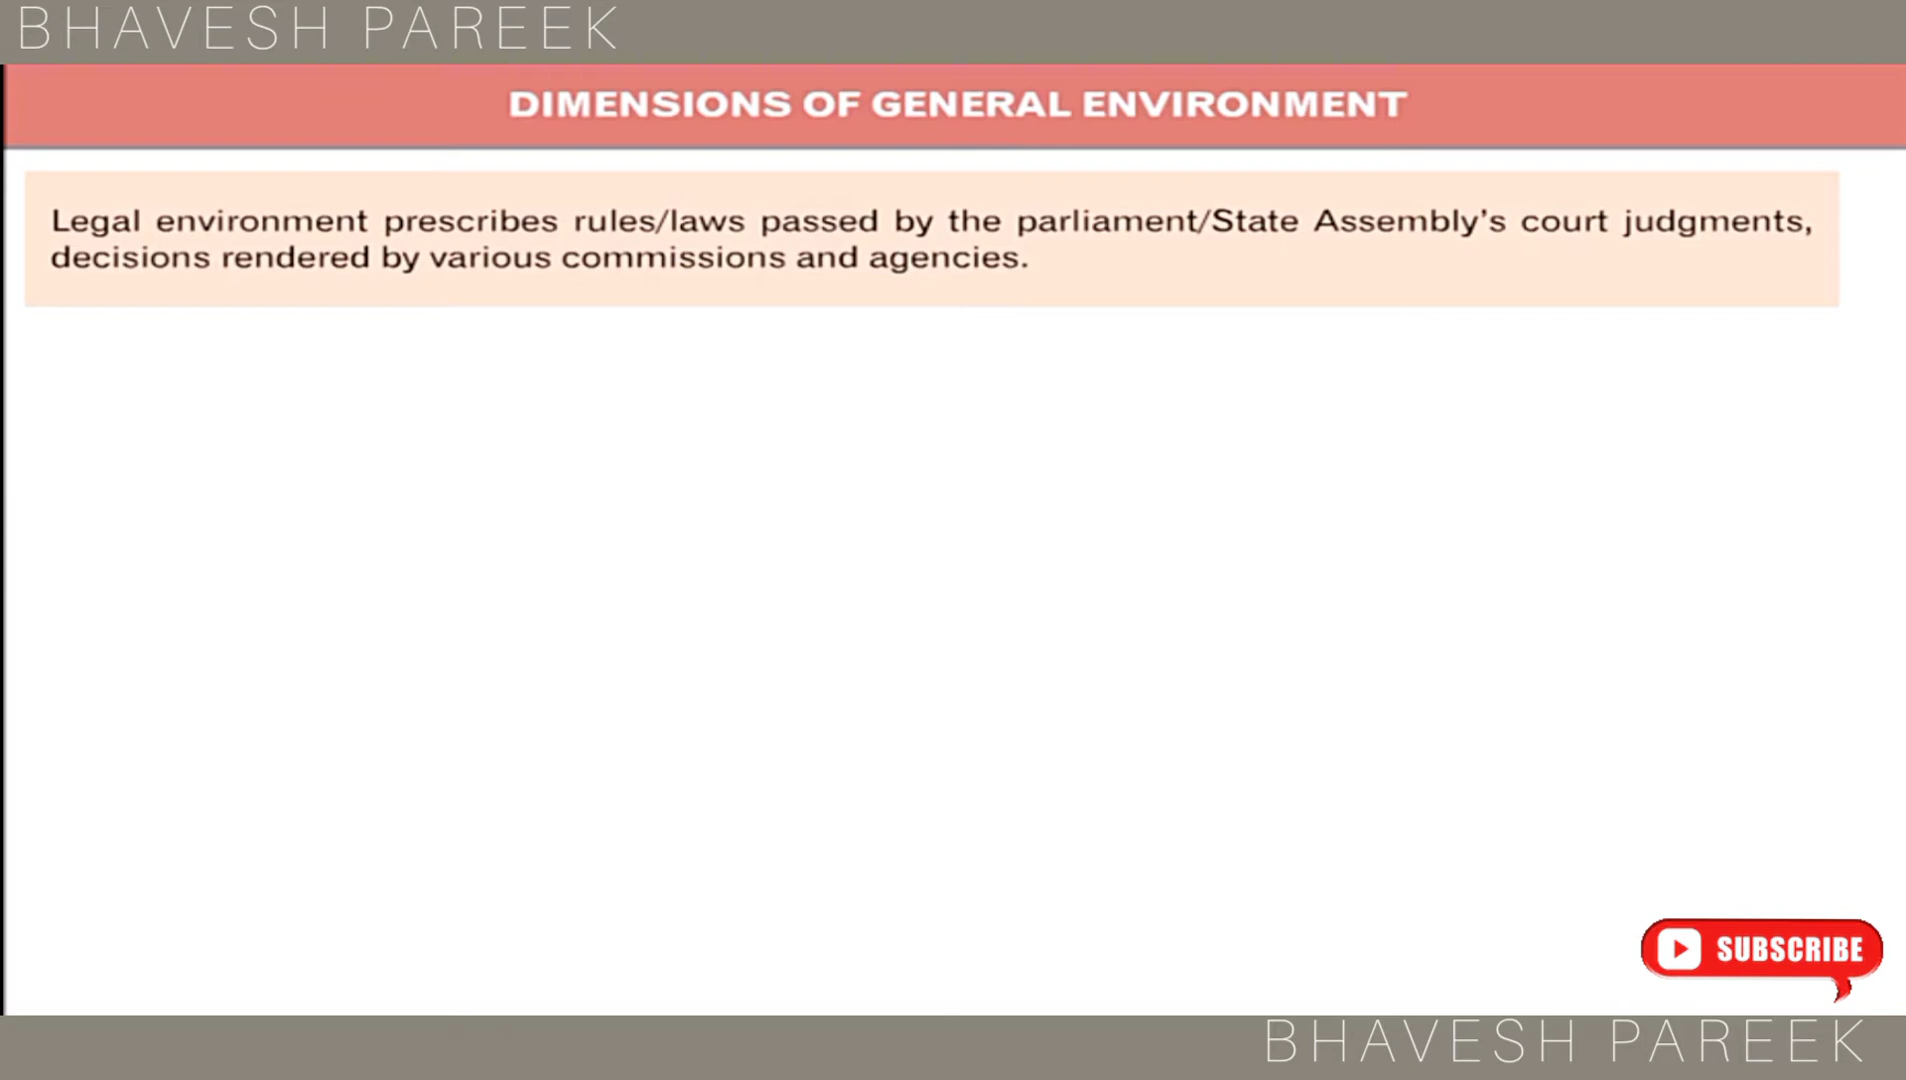 BHAVESH PAREEK
DIMENSIONS OF GENERAL ENVIRONMENT
Legal environment prescribes rules/laws passed by the parliament/State Assembly's court judgments,
decisions rendered by various commissions and agencies.
SUBSCRIBE
BHAVESH PAREEK